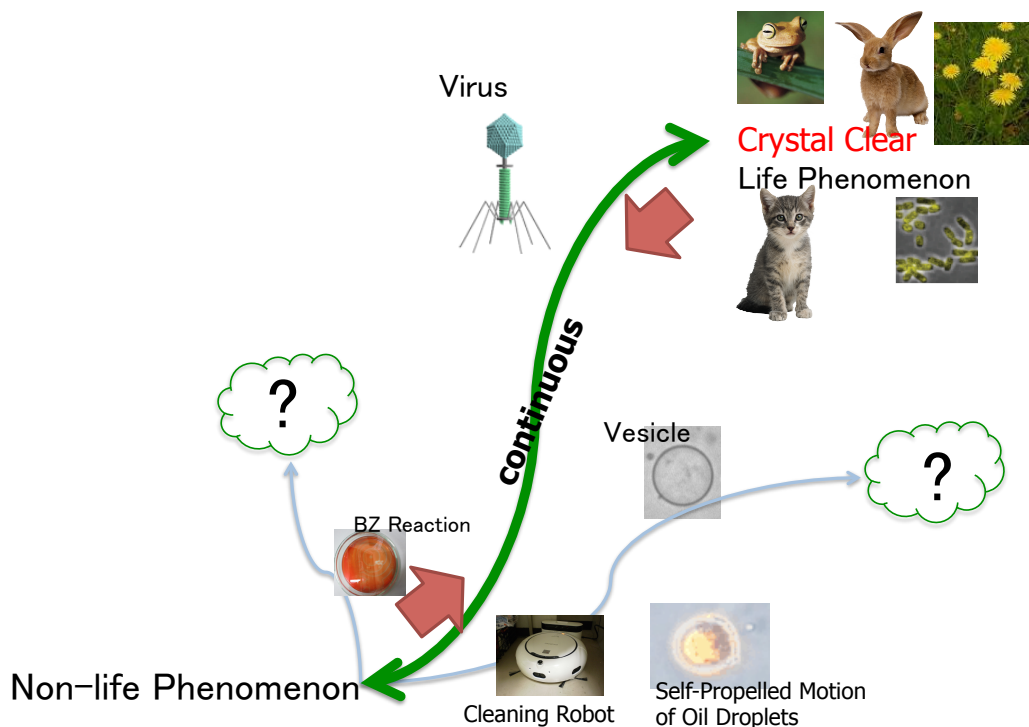 Virus
Crystal Clear
Life Phenomenon
continuous
?
Vesicle
?
BZ Reaction
Non-life Phenomenon
Cleaning Robot
Self-Propelled Motion
of Oil Droplets